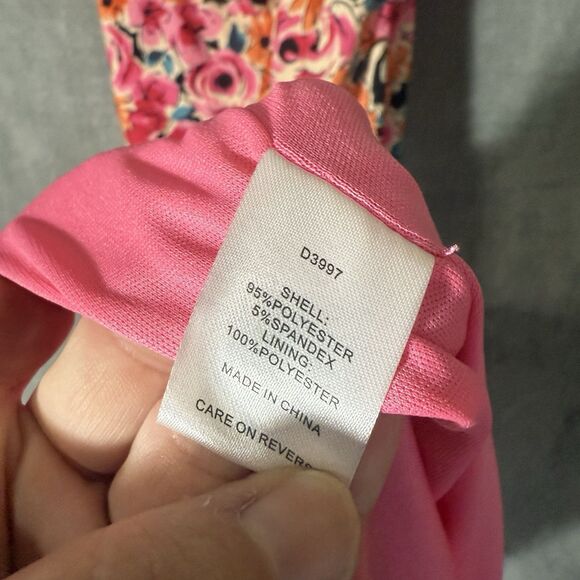 D3997
SHELL:
95%POLYESTER
5%SPANDEX
LINING:
100%POLYESTER
MADE IN CHINA
CARE ON REVERS